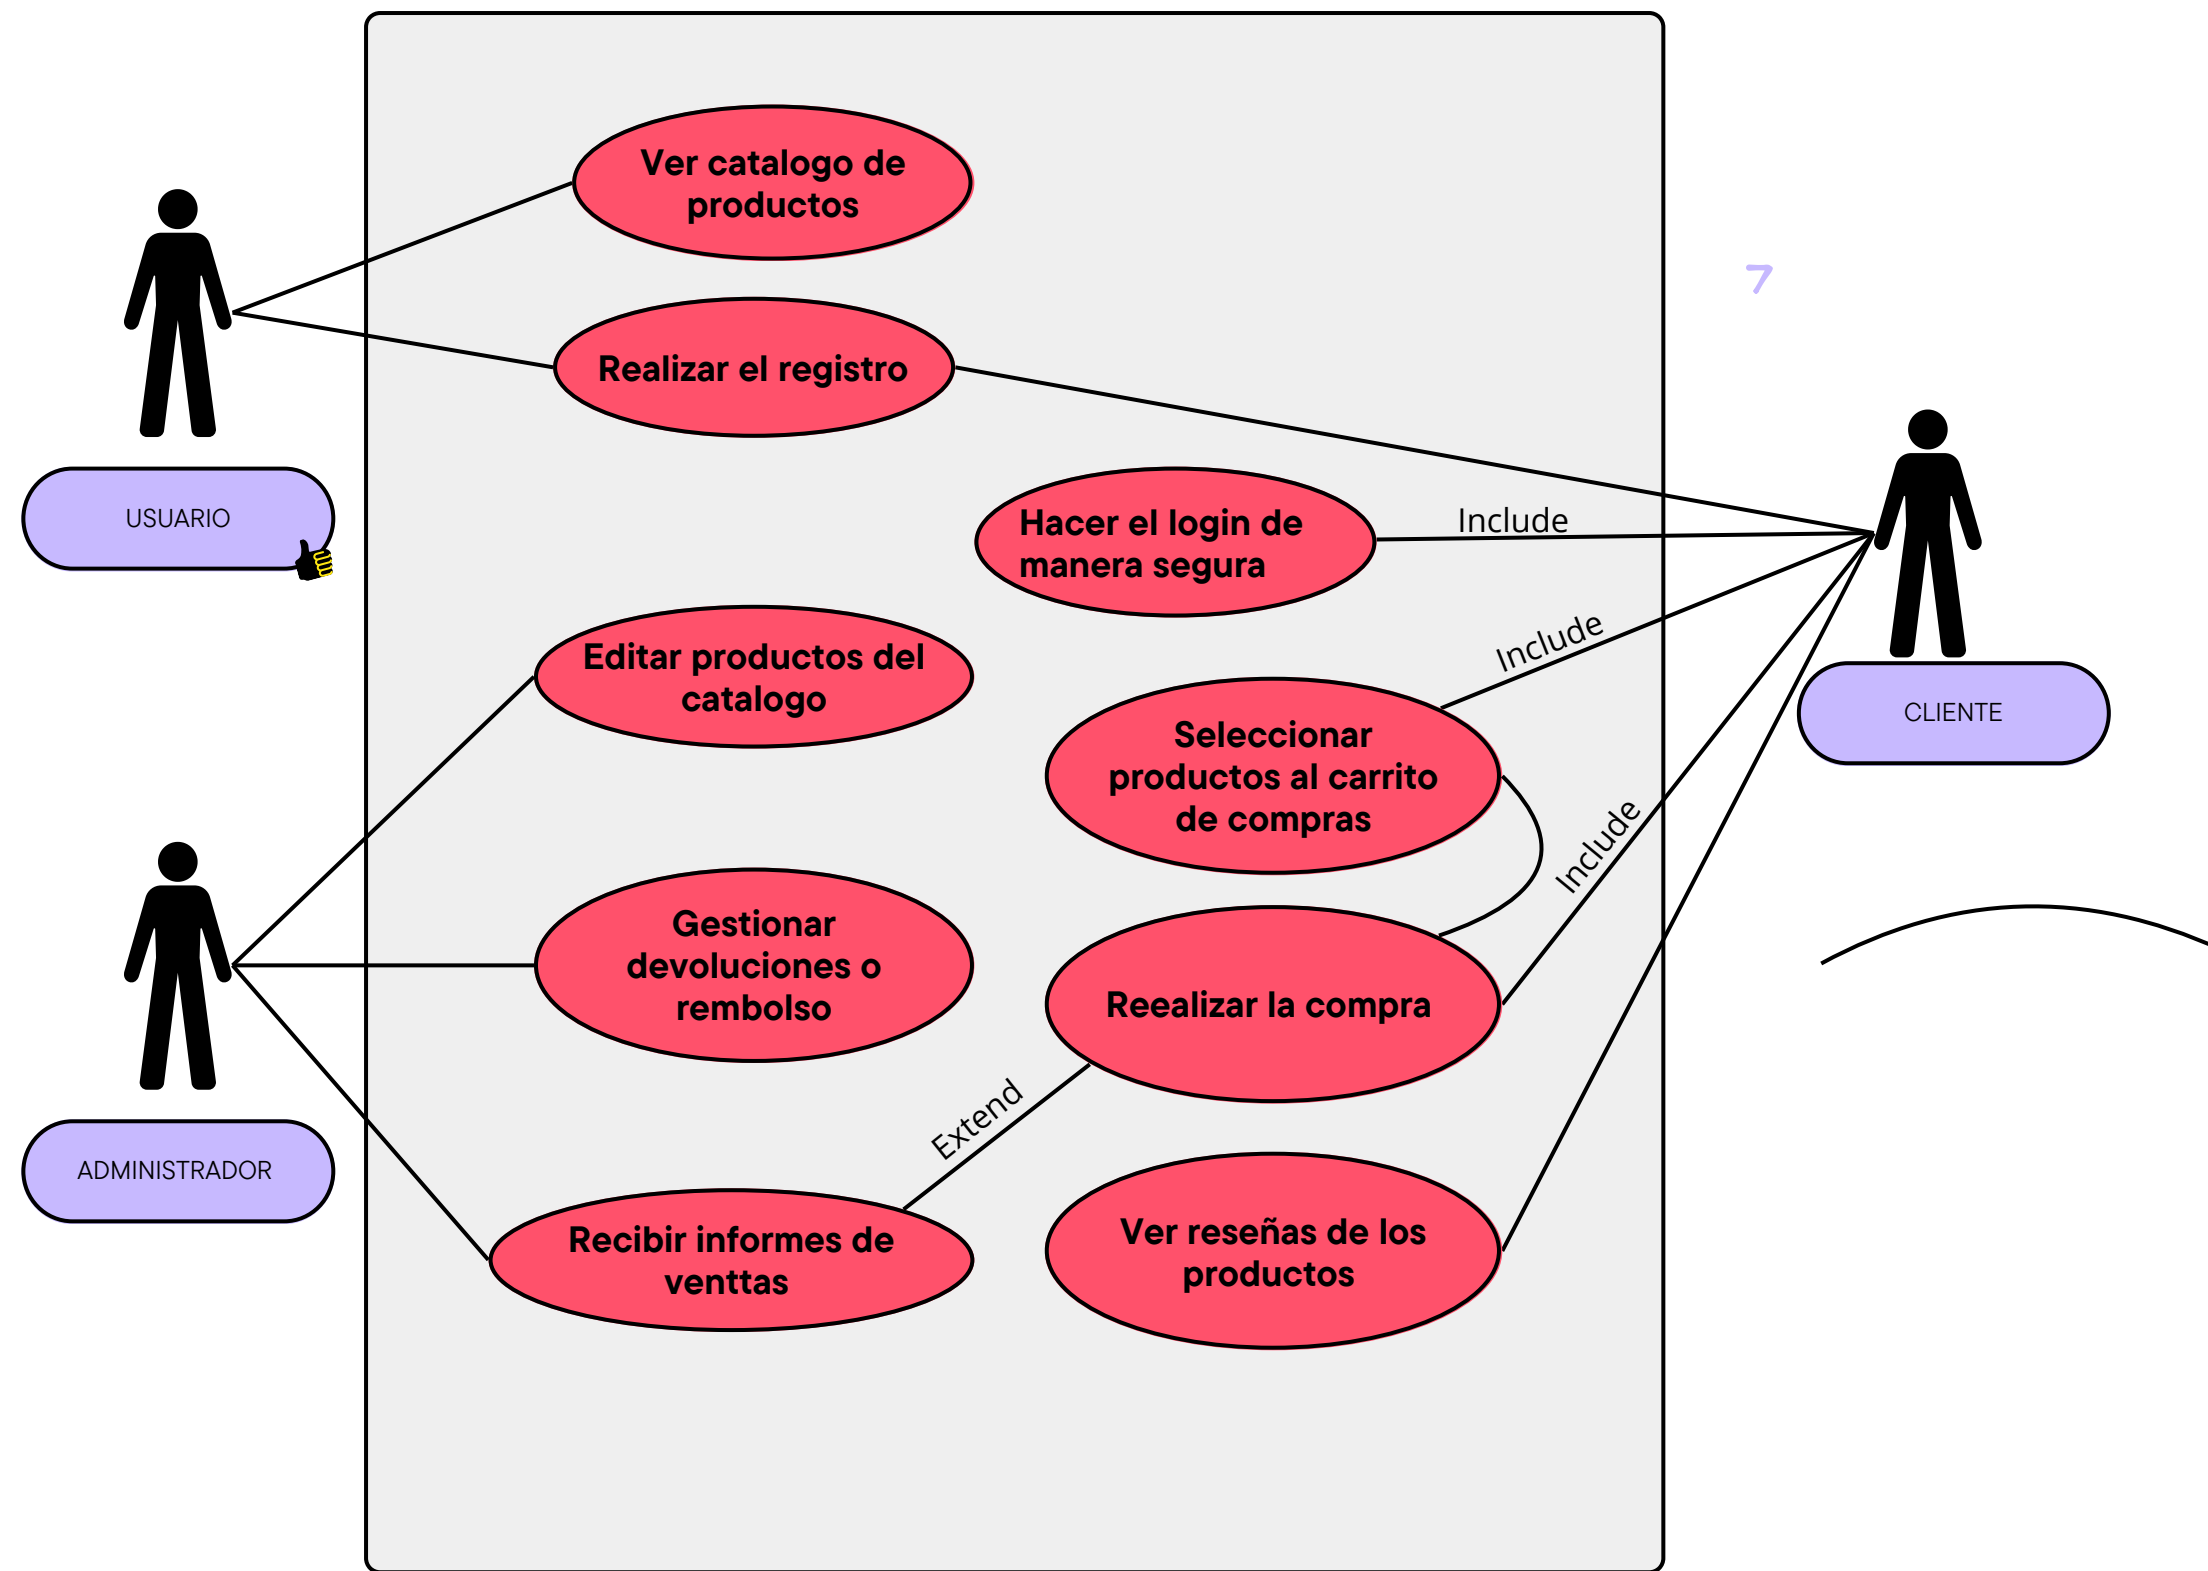 Ver catalogo de
productos
Realizar el registro
USUARIO
Hacer el login de
manera segura
Include
Include
Editar productos del
catalogo
Seleccionar
productos al carrito
de compras
CLIENTE
Include
Gestionar
devoluciones o
rembolso
Reealizar la compra
Extend
ADMINISTRADOR
Recibir informes de
venttas
Ver reseñas de los
productos